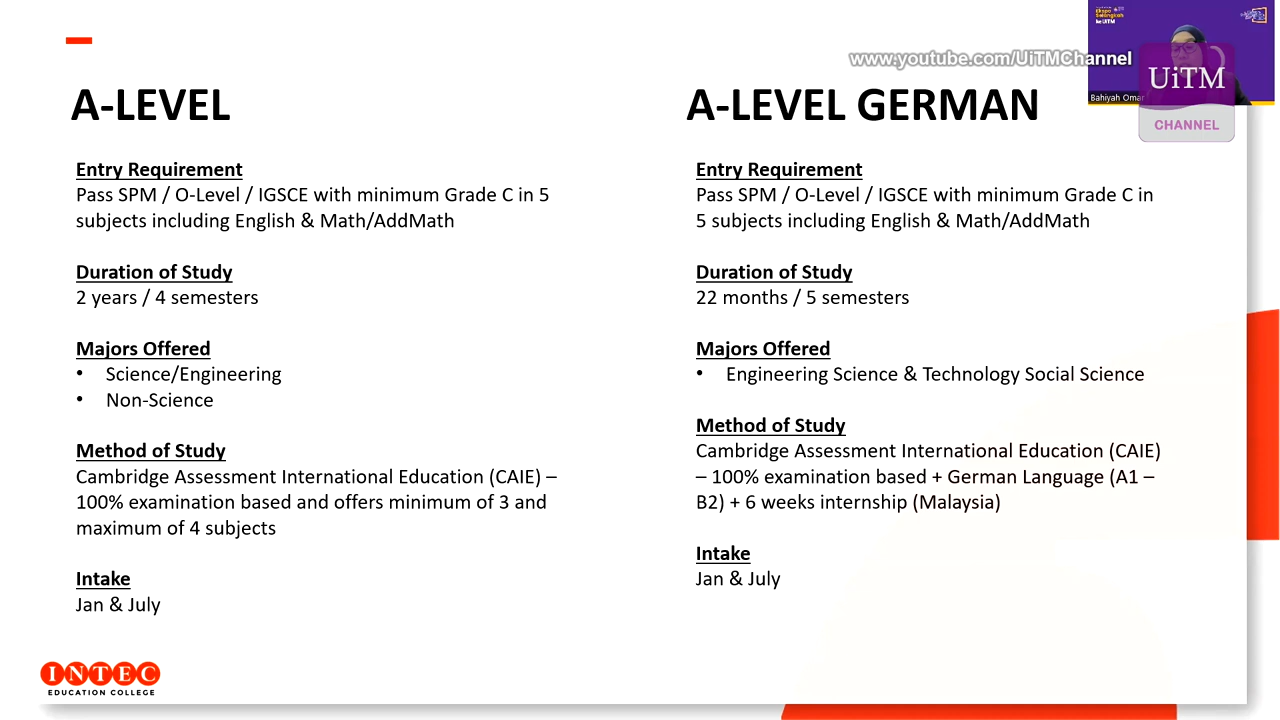 www.youtube.com/UiTMChannel
UiTM
CHANNEL
A-LEVEL
Entry Requirement
Pass SPM / O-Level / IGSCE with minimum Grade C in 5
subjects including English & Math/AddMath
Duration of Study
2 years / 4 semesters
Majors Offered
• Science/Engineering
• Non-Science
Method of Study
Cambridge Assessment International Education (CAIE) –
100% examination based and offers minimum of 3 and
maximum of 4 subjects
Intake
Jan & July
A-LEVEL GERMAN
Entry Requirement
Pass SPM / O-Level / IGSCE with minimum Grade C in
5 subjects including English & Math/AddMath
Duration of Study
22 months / 5 semesters
Majors Offered
• Engineering Science & Technology Social Science
Method of Study
Cambridge Assessment International Education (CAIE)
– 100% examination based + German Language (A1 –
B2) + 6 weeks internship (Malaysia)
Intake
Jan & July
Bahiyah Omar
INTEC
EDUCATION COLLEGE